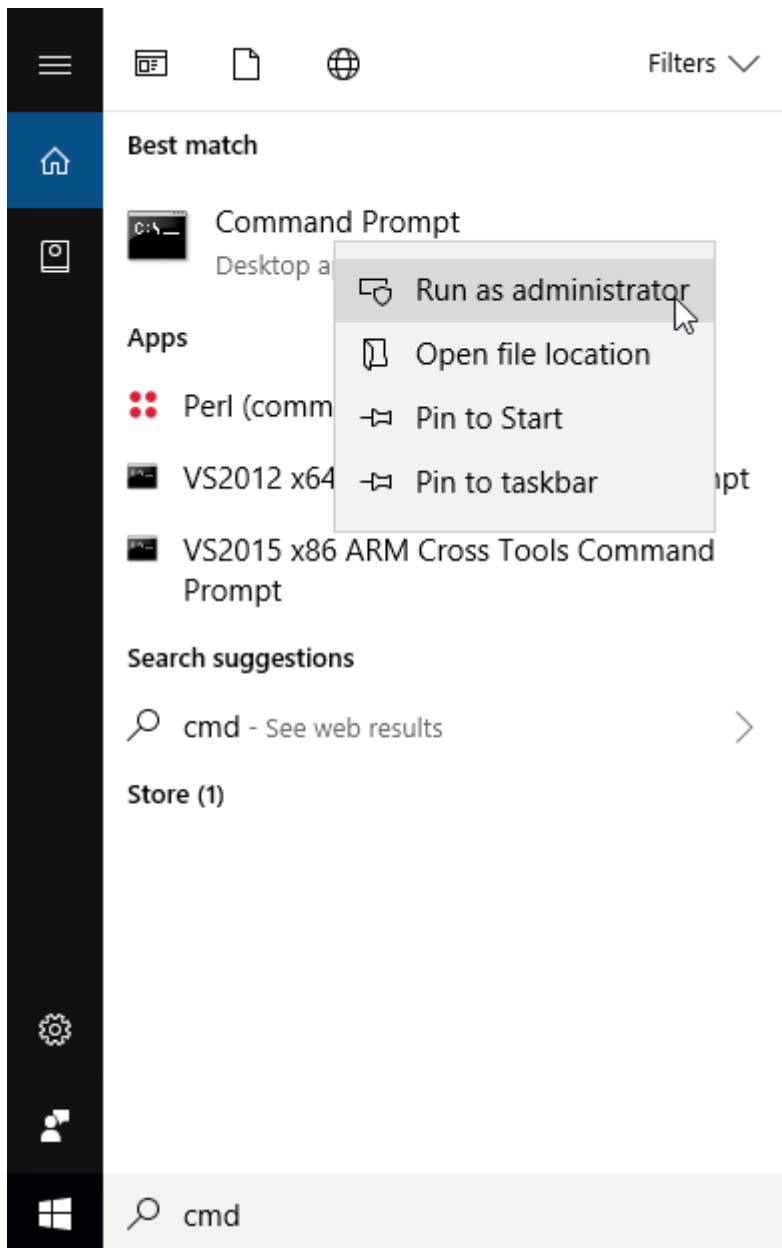 Filters
Best match
C:\
Command Prompt
Desktop
Run as administrator
Apps
Open file location
Perl
Pin to Start
VS2012 x64
Pin to taskbar
VS2015 x86 ARM Cross Tools Command
Prompt
Search suggestions
cmd - See web results
Store (1)
cmd